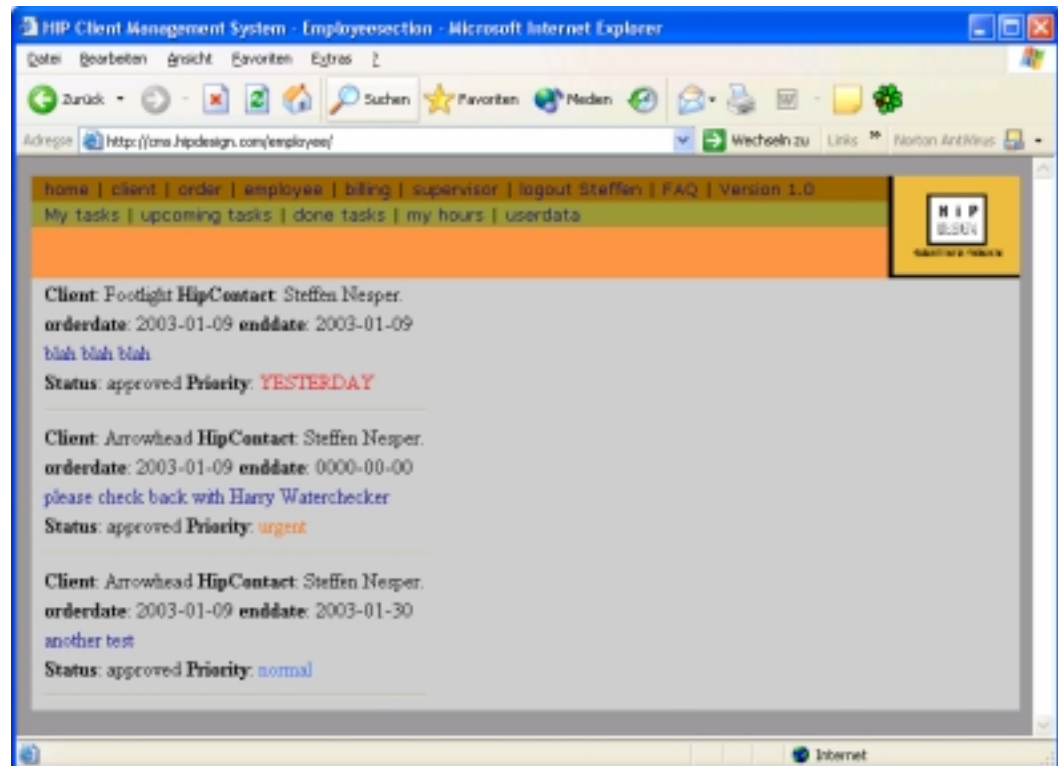 HIP Client Management System - Employeesection - Microsoft Internet Explorer
Datei Bearbeiten Ansicht Favoriten Extras ?
Zurück Suchen Favoriten Medien
Adresse http://cms.hipdesign.com/employee/ Wechseln zu Links » Norton AntiVirus
home | client | order | employee | billing | supervisor | logout Steffen | FAQ | Version 1.0
My tasks | upcoming tasks | done tasks | my hours | userdata
HiP
DESIGN
Client: Footlight HipContact: Steffen Nesper.
orderdate: 2003-01-09 enddate: 2003-01-09
blah blah blah
Status: approved Priority: YESTERDAY
Client: Arrowhead HipContact: Steffen Nesper.
orderdate: 2003-01-09 enddate: 0000-00-00
please check back with Harry Waterchecker
Status: approved Priority: urgent
Client: Arrowhead HipContact: Steffen Nesper.
orderdate: 2003-01-09 enddate: 2003-01-30
another test
Status: approved Priority: normal
Internet